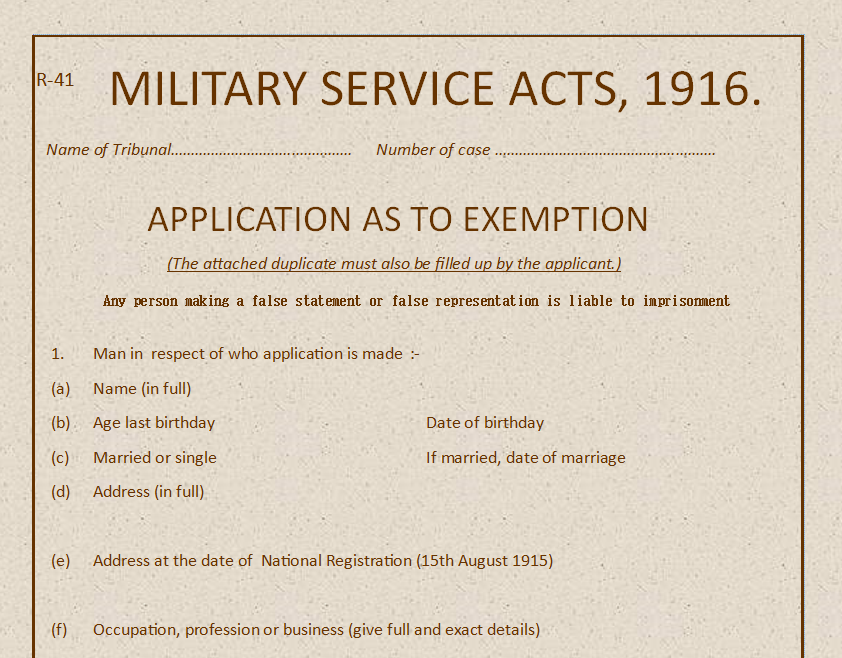 R-41 MILITARY SERVICE ACTS, 1916.
Name of Tribunal............................................. Number of case .......................................................
APPLICATION AS TO EXEMPTION
(The attached duplicate must also be filled up by the applicant.)
Any person making a false statement or false representation is liable to imprisonment
1. Man in respect of who application is made :-
(a) Name (in full)
(b) Age last birthday Date of birthday
(c) Married or single If married, date of marriage
(d) Address (in full)
(e) Address at the date of National Registration (15th August 1915)
(f) Occupation, profession or business (give full and exact details)